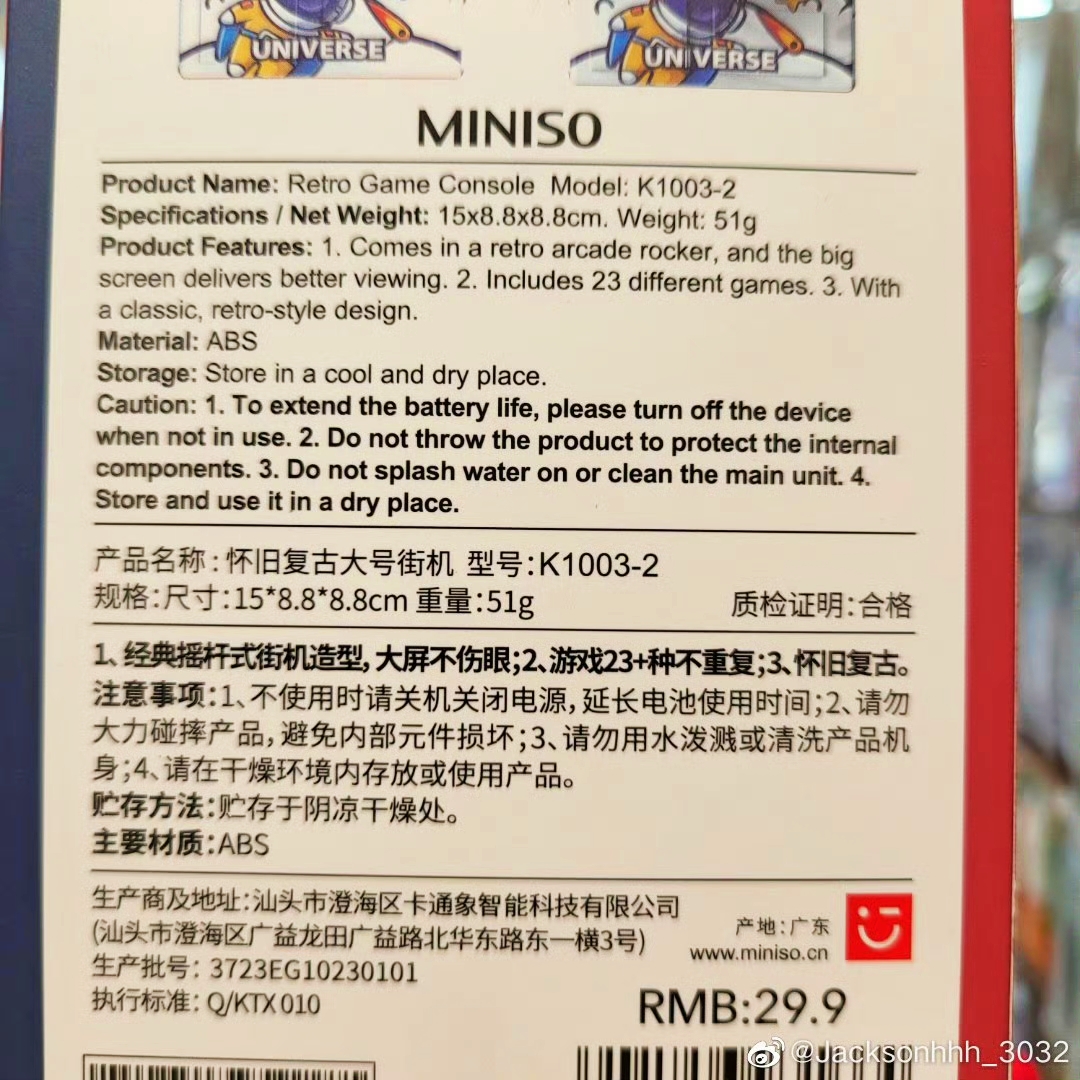 UNIVERSE UNIVERSE
MINISO
Product Name: Retro Game Console Model: K1003-2
Specifications / Net Weight: 15x8.8x8.8cm. Weight: 51g
Product Features: 1. Comes in a retro arcade rocker, and the big
screen delivers better viewing. 2. Includes 23 different games. 3. With
a classic, retro-style design.
Material: ABS
Storage: Store in a cool and dry place.
Caution: 1. To extend the battery life, please turn off the device
when not in use. 2. Do not throw the product to protect the internal
components. 3. Do not splash water on or clean the main unit. 4.
Store and use it in a dry place.
产品名称:怀旧复古大号街机 型号:K1003-2
规格:尺寸:15*8.8*8.8cm 重量:51g 质检证明:合格
1、经典摇杆式街机造型,大屏不伤眼;2、游戏23+种不重复;3、怀旧复古。
注意事项:1、不使用时请关机关闭电源,延长电池使用时间;2、请勿
大力碰摔产品,避免内部元件损坏;3、请勿用水泼溅或清洗产品机
身;4、请在干燥环境内存放或使用产品。
贮存方法:贮存于阴凉干燥处。
主要材质:ABS
生产商及地址:汕头市澄海区卡通象智能科技有限公司
(汕头市澄海区广益龙田广益路北华东路东一横3号)
生产批号: 3723EG10230101
执行标准: Q/KTX 010
产地:广东
www.miniso.cn
RMB:29.9
@Jacksonhhh_3032